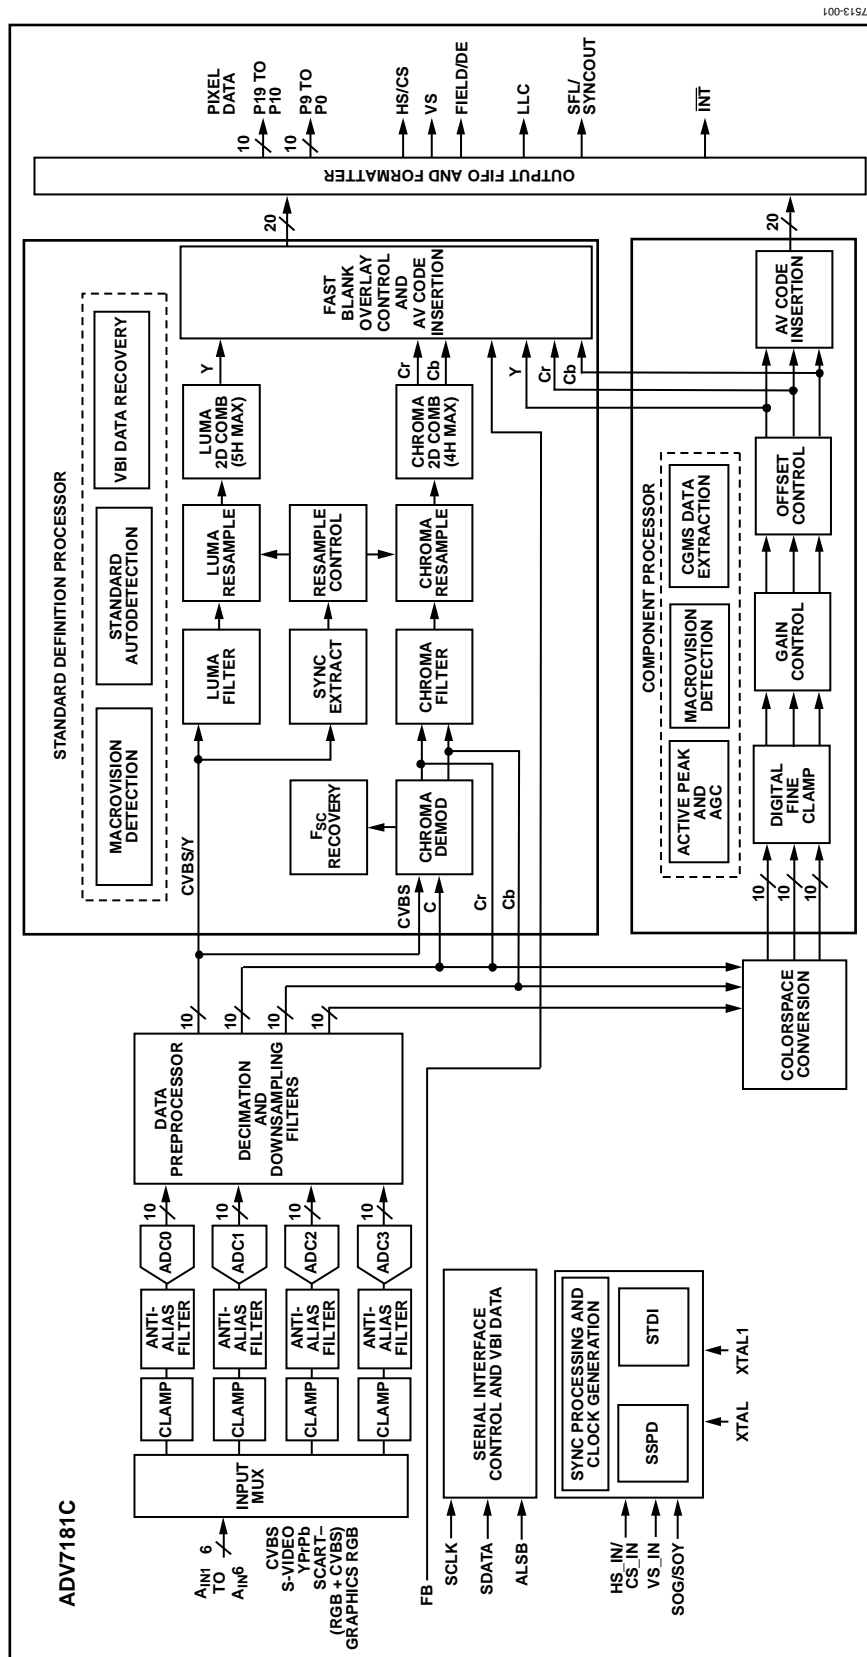 ADV7181C
A_IN1
TO
A_IN6
6
CVBS
S-VIDEO
YPrPb
SCART–
(RGB + CVBS)
GRAPHICS RGB
INPUT
MUX
CLAMP
ANTI-
ALIAS
FILTER
ADC0
10
CLAMP
ANTI-
ALIAS
FILTER
ADC1
10
CLAMP
ANTI-
ALIAS
FILTER
ADC2
10
CLAMP
ANTI-
ALIAS
FILTER
ADC3
10
DATA
PREPROCESSOR
DECIMATION
AND
DOWNSAMPLING
FILTERS
10
10
10
10
FB
SCLK
SDATA
ALSB
SERIAL INTERFACE
CONTROL AND VBI DATA
HS_IN/
CS_IN
VS_IN
SOG/SOY
SYNC PROCESSING AND
CLOCK GENERATION
SSPD
STDI
XTAL
XTAL1
COLORSPACE
CONVERSION
STANDARD DEFINITION PROCESSOR
MACROVISION
DETECTION
STANDARD
AUTODETECTION
VBI DATA RECOVERY
CVBS/Y
LUMA
FILTER
LUMA
RESAMPLE
LUMA
2D COMB
(5H MAX)
Y
SYNC
EXTRACT
RESAMPLE
CONTROL
F_SC
RECOVERY
CVBS
C
Cr
Cb
CHROMA
DEMOD
CHROMA
FILTER
CHROMA
RESAMPLE
CHROMA
2D COMB
(4H MAX)
Cr
Cb
Y
Cr
Cb
FAST
BLANK
OVERLAY
CONTROL
AND
AV CODE
INSERTION
20
COMPONENT PROCESSOR
ACTIVE PEAK
AND
AGC
MACROVISION
DETECTION
CGMS DATA
EXTRACTION
10
10
10
DIGITAL
FINE
CLAMP
GAIN
CONTROL
OFFSET
CONTROL
AV CODE
INSERTION
20
OUTPUT FIFO AND FORMATTER
PIXEL
DATA
10
P19 TO
P10
10
P9 TO
P0
HS/CS
VS
FIELD/DE
LLC
SFL/
SYNCOUT
INT
7513-001